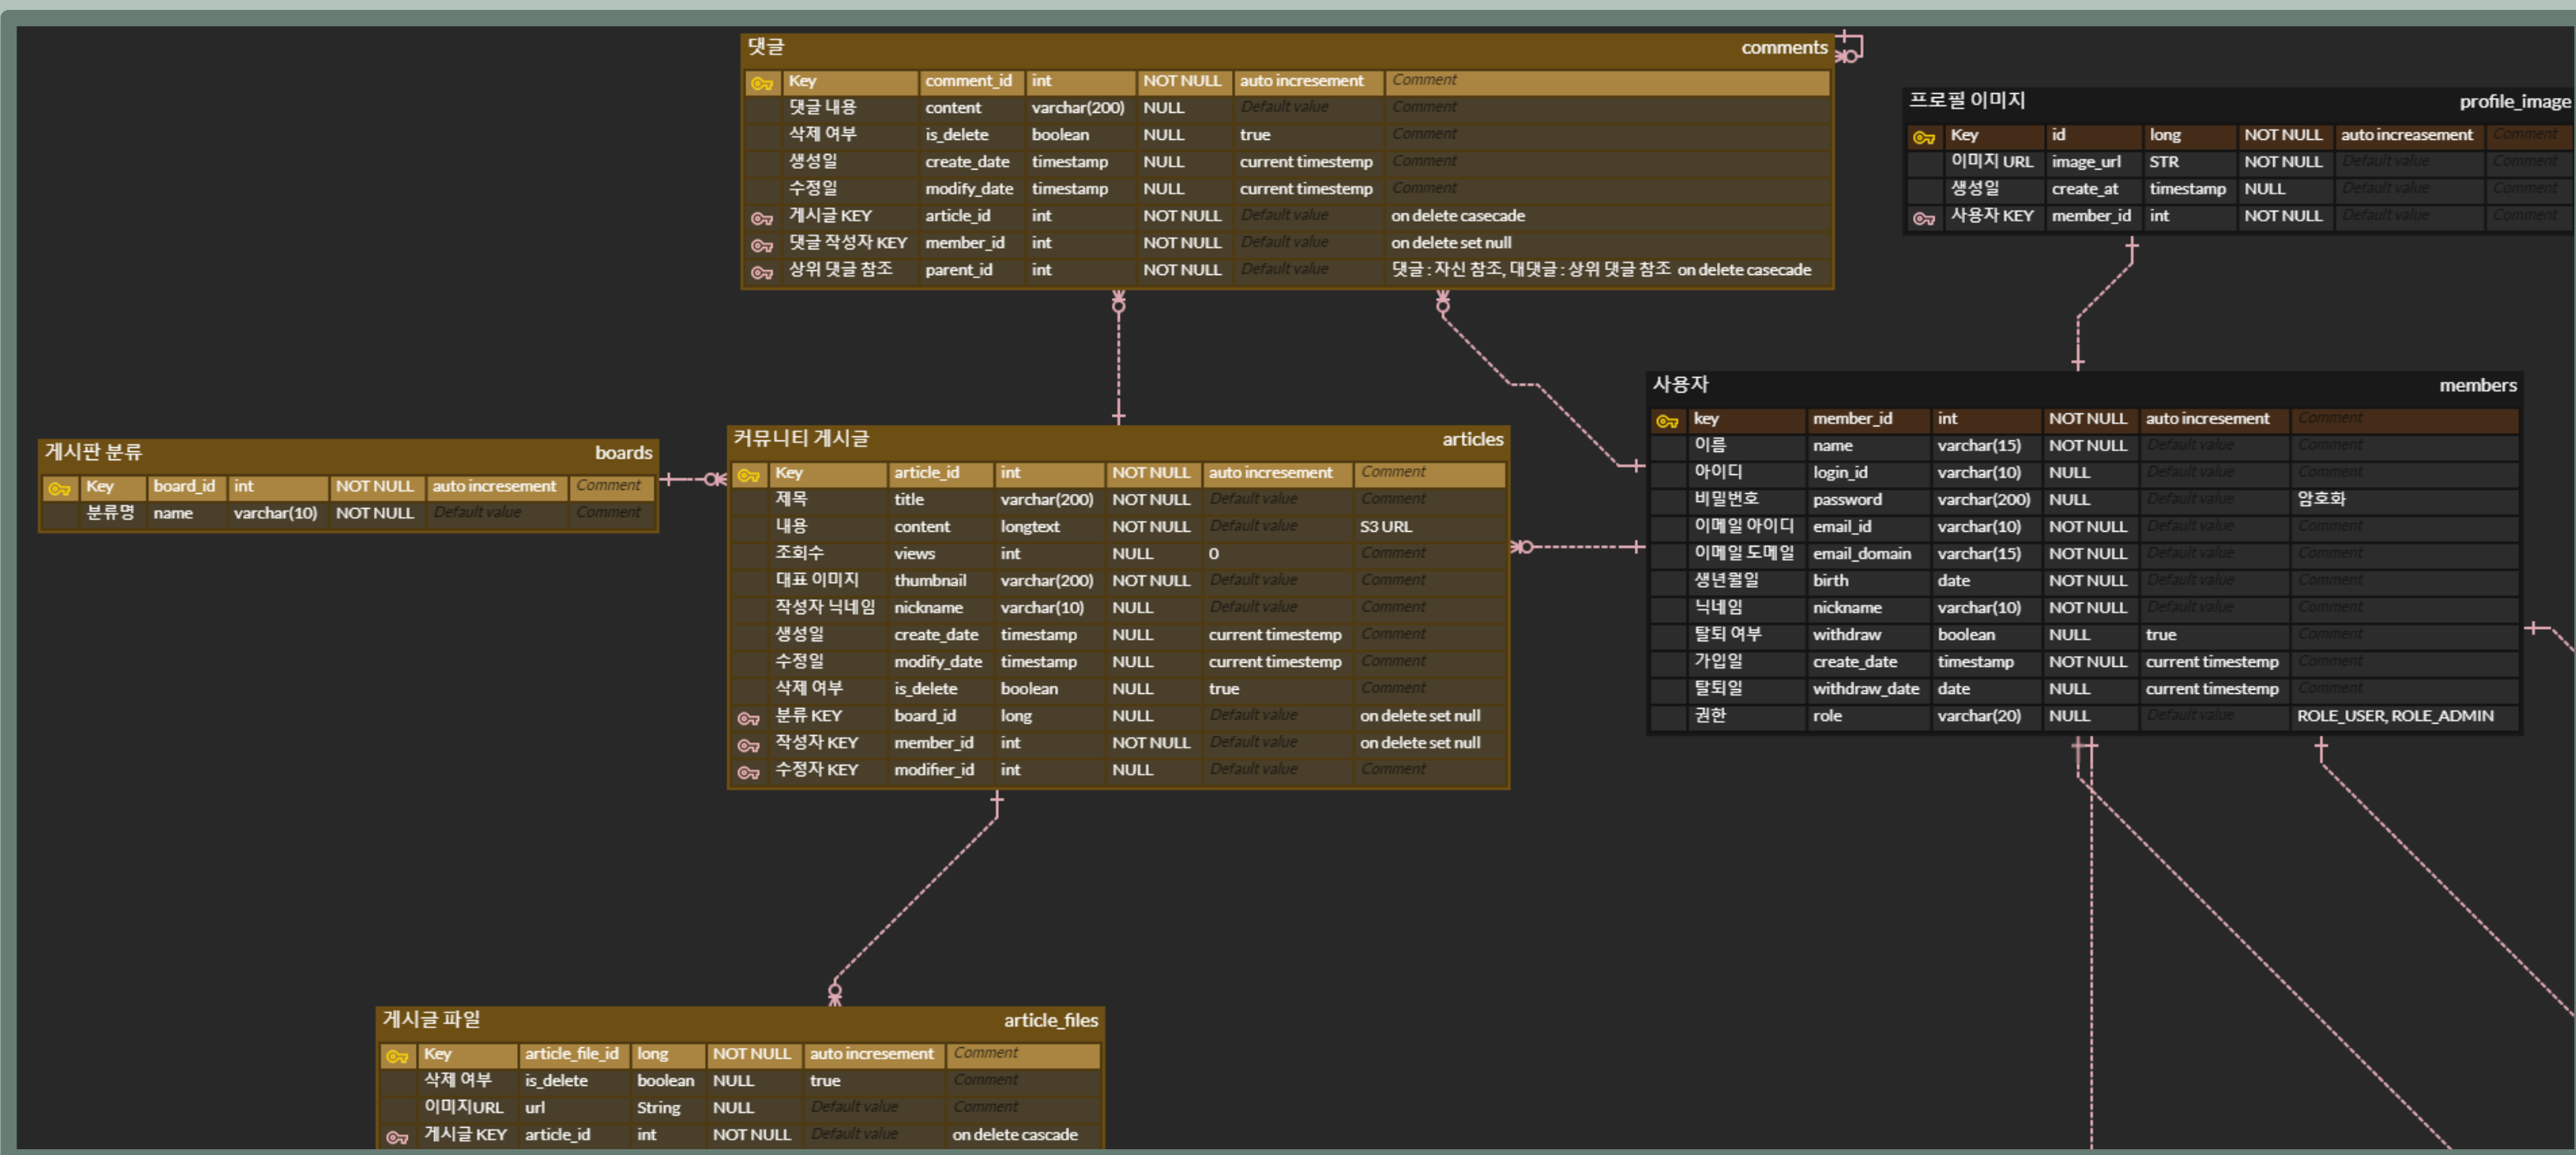 댓글 comments
Key comment_id int NOT NULL auto incresement Comment
댓글 내용 content varchar(200) NULL Default value Comment
삭제 여부 is_delete boolean NULL true Comment
생성일 create_date timestamp NULL current timestemp Comment
수정일 modify_date timestamp NULL current timestemp Comment
게시글 KEY article_id int NOT NULL Default value on delete casecade
댓글 작성자 KEY member_id int NOT NULL Default value on delete set null
상위 댓글 참조 parent_id int NOT NULL Default value 댓글 : 자신 참조, 대댓글 : 상위 댓글 참조 on delete casecade
프로필 이미지 profile_image
Key id long NOT NULL auto increasement Comment
이미지 URL image_url STR NOT NULL Default value Comment
생성일 create_at timestamp NULL Default value Comment
사용자 KEY member_id int NOT NULL Default value Comment
게시판 분류 boards
Key board_id int NOT NULL auto incresement Comment
분류명 name varchar(10) NOT NULL Default value Comment
커뮤니티 게시글 articles
Key article_id int NOT NULL auto incresement Comment
제목 title varchar(200) NOT NULL Default value Comment
내용 content longtext NOT NULL Default value S3 URL
조회수 views int NULL 0 Comment
대표 이미지 thumbnail varchar(200) NOT NULL Default value Comment
작성자 닉네임 nickname varchar(10) NULL Default value Comment
생성일 create_date timestamp NULL current timestemp Comment
수정일 modify_date timestamp NULL current timestemp Comment
삭제 여부 is_delete boolean NULL true Comment
분류 KEY board_id long NULL Default value on delete set null
작성자 KEY member_id int NOT NULL Default value on delete set null
수정자 KEY modifier_id int NULL Default value Comment
사용자 members
key member_id int NOT NULL auto incresement Comment
이름 name varchar(15) NOT NULL Default value Comment
아이디 login_id varchar(10) NULL Default value Comment
비밀번호 password varchar(200) NULL Default value 암호화
이메일 아이디 email_id varchar(10) NOT NULL Default value Comment
이메일 도메일 email_domain varchar(15) NOT NULL Default value Comment
생년월일 birth date NOT NULL Default value Comment
닉네임 nickname varchar(10) NOT NULL Default value Comment
탈퇴 여부 withdraw boolean NULL true Comment
가입일 create_date timestamp NOT NULL current timestemp Comment
탈퇴일 withdraw_date date NULL current timestemp Comment
권한 role varchar(20) NULL Default value ROLE_USER, ROLE_ADMIN
게시글 파일 article_files
Key article_file_id long NOT NULL auto incresement Comment
삭제 여부 is_delete boolean NULL true Comment
이미지URL url String NULL Default value Comment
게시글 KEY article_id int NOT NULL Default value on delete cascade